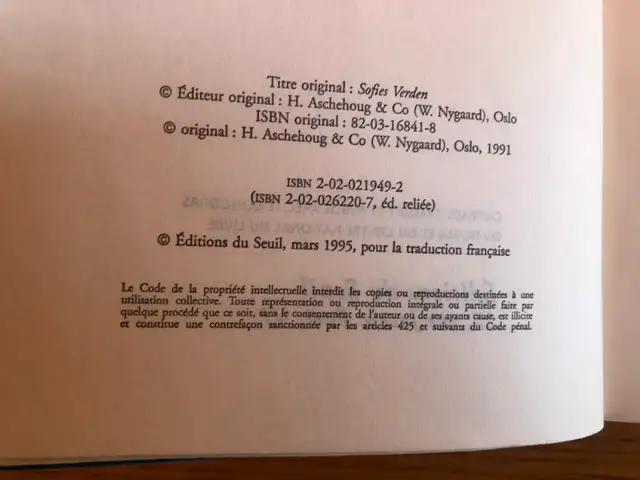 Titre original : Sofies Verden
© Éditeur original : H. Aschehoug & Co (W. Nygaard), Oslo
ISBN original : 82-03-16841-8
© original : H. Aschehoug & Co (W. Nygaard), Oslo, 1991
ISBN 2-02-021949-2
(ISBN 2-02-026220-7, éd. reliée)
© Éditions du Seuil, mars 1995, pour la traduction française
Le Code de la propriété intellectuelle interdit les copies ou reproductions destinées à une
utilisation collective. Toute représentation ou reproduction intégrale ou partielle faite par
quelque procédé que ce soit, sans le consentement de l'auteur ou de ses ayants cause, est illicite
et constitue une contrefaçon sanctionnée par les articles 425 et suivants du Code pénal.